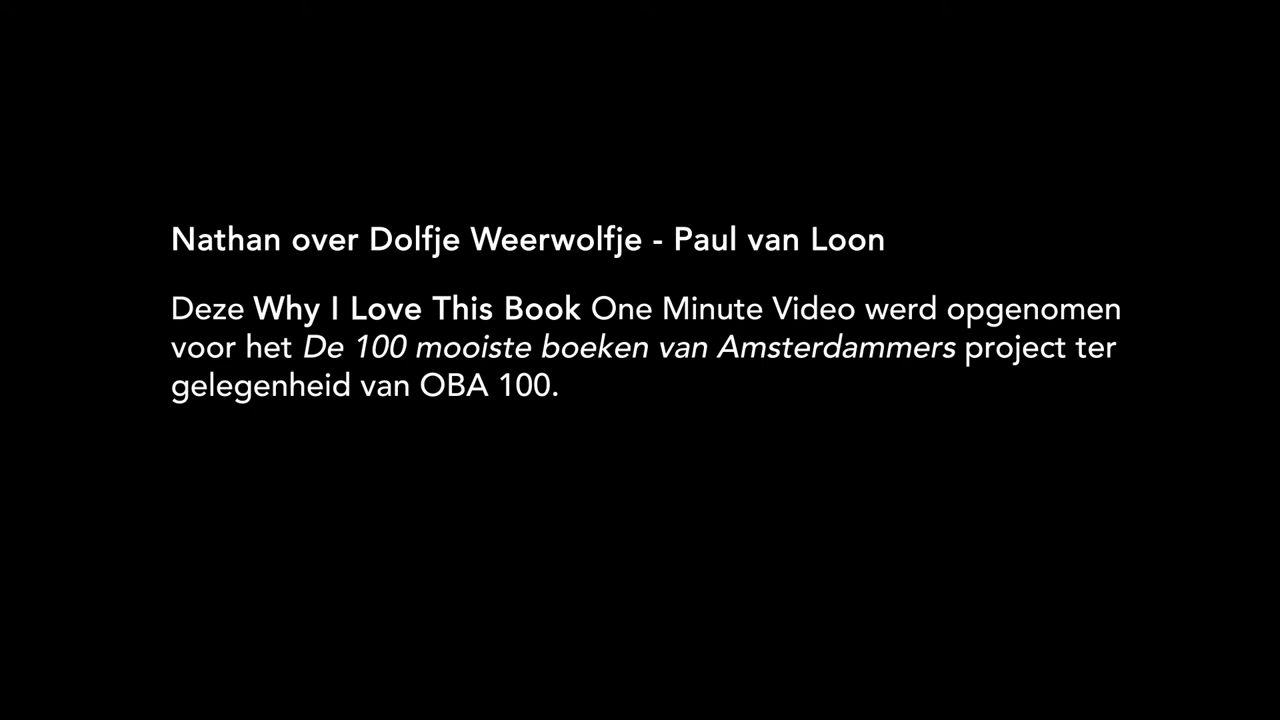 Nathan over Dolfje Weerwolfje - Paul van Loon
Deze Why I Love This Book One Minute Video werd opgenomen
voor het De 100 mooiste boeken van Amsterdammers project ter
gelegenheid van OBA 100.